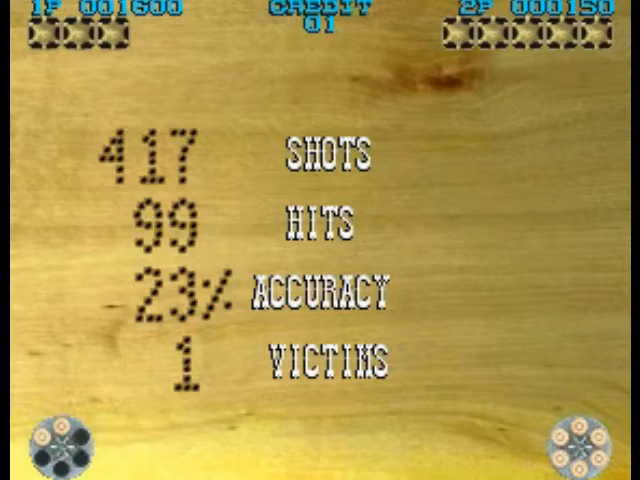 1P 001600 CREDIT 2P 000150
01
417 SHOTS
99 HITS
23% ACCURACY
1 VICTIMS